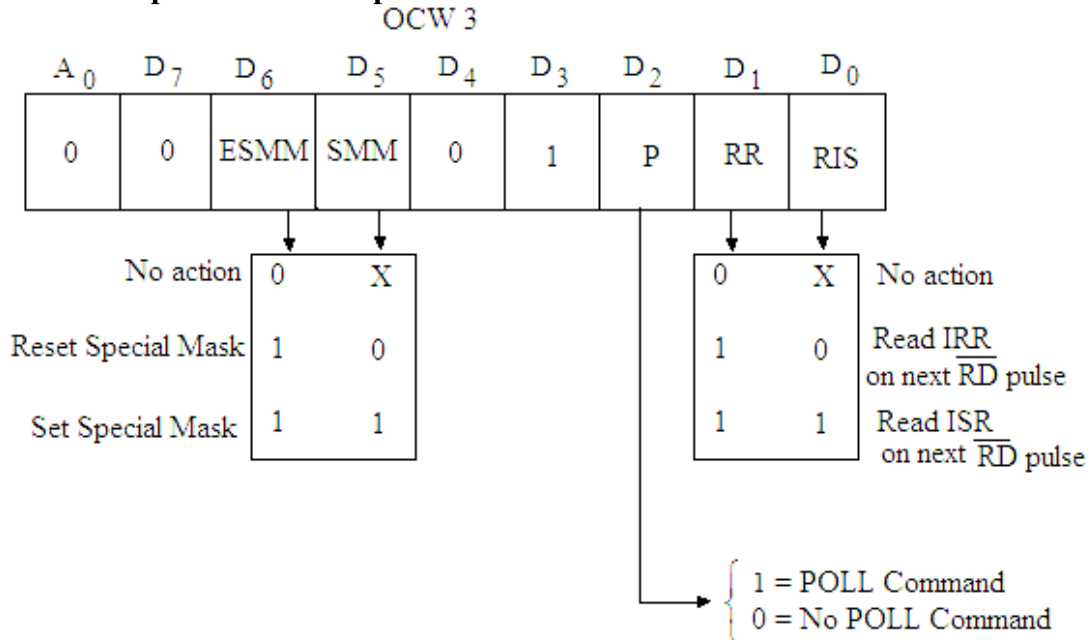 OCW 3
A0 D7 D6 D5 D4 D3 D2 D1 D0
0 0 ESMM SMM 0 1 P RR RIS
No action 0 X
Reset Special Mask 1 0
Set Special Mask 1 1
0 X No action
1 0 Read IRR
on next RD pulse
1 1 Read ISR
on next RD pulse
1 = POLL Command
0 = No POLL Command